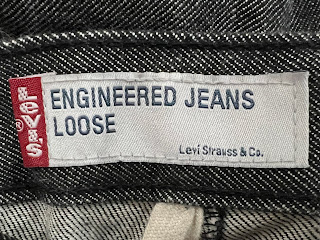 LEVI'S
®
ENGINEERED JEANS
LOOSE
Levi Strauss & Co.